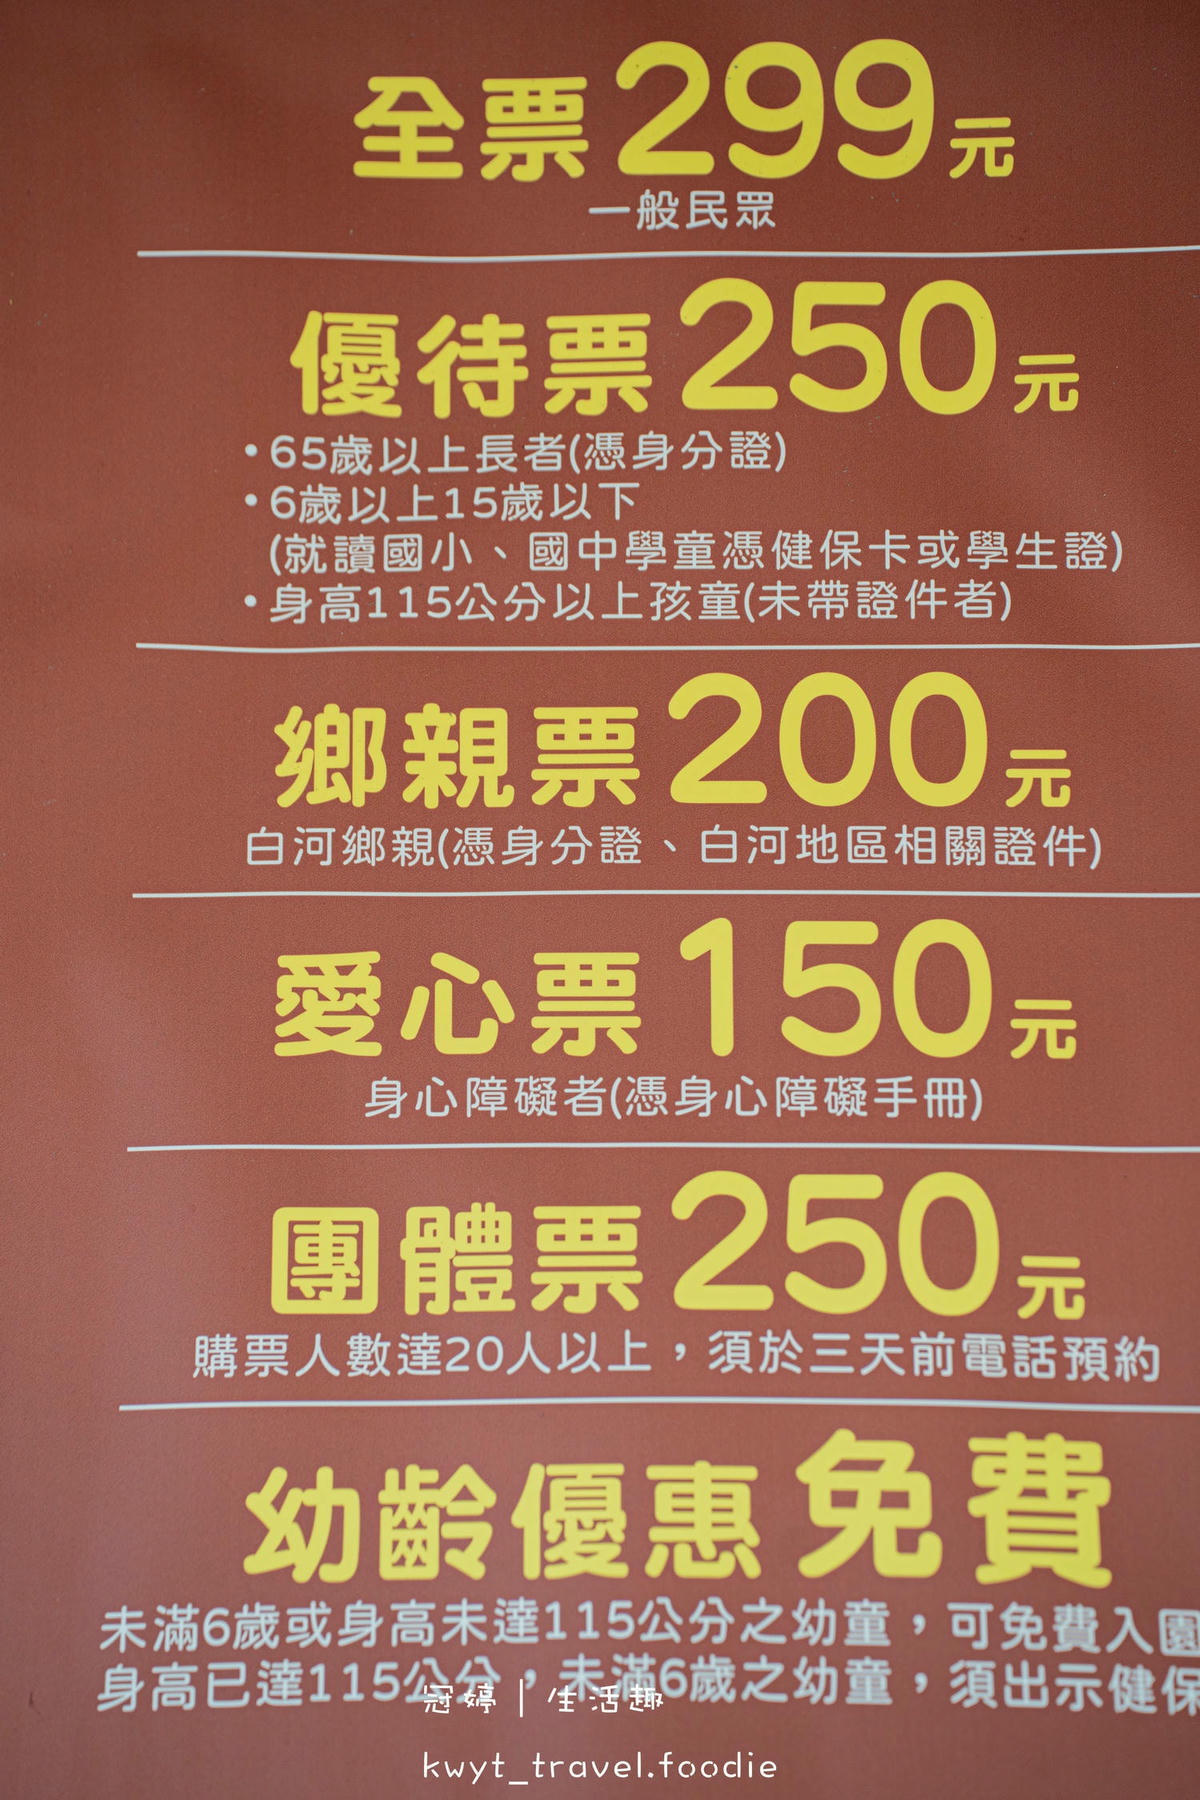 全票299元
一般民眾
優待票250元
•65歲以上長者(憑身分證)
•6歲以上15歲以下
(就讀國小、國中學童憑健保卡或學生證)
•身高115公分以上孩童(未帶證件者)
鄉親票200元
白河鄉親(憑身分證、白河地區相關證件)
愛心票150元
身心障礙者(憑身心障礙手冊)
團體票250元
購票人數達20人以上，須於三天前電話預約
幼齡優惠免費
未滿6歲或身高未達115公分之幼童，可免費入園
身高已達115公分，未滿6歲之幼童，須出示健保
冠婷｜生活趣
kwyt_travel.foodie